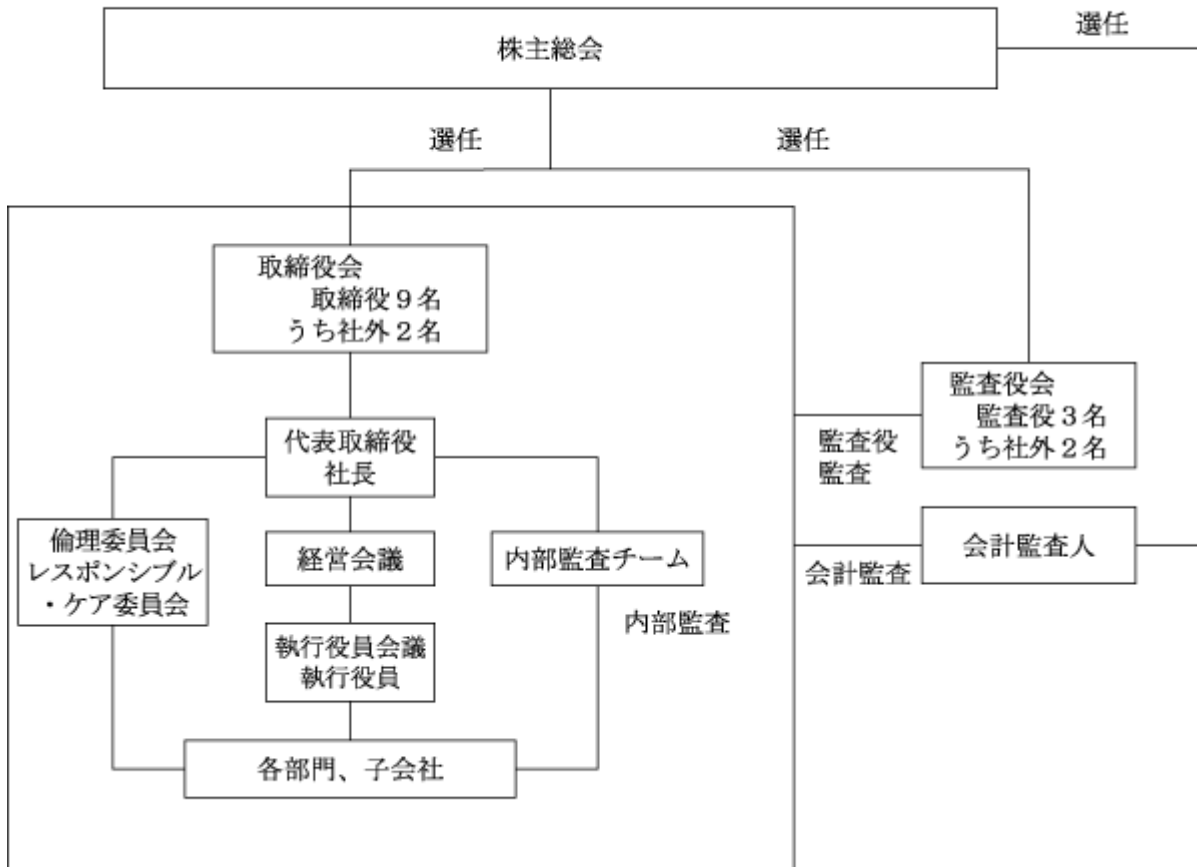 株主総会
選任
選任
選任
取締役会
取締役9名
うち社外2名
監査役会
監査役3名
うち社外2名
代表取締役
社長
監査役
監査
倫理委員会
レスポンシブル
・ケア委員会
経営会議
内部監査チーム
会計監査人
会計監査
内部監査
執行役員会議
執行役員
各部門、子会社